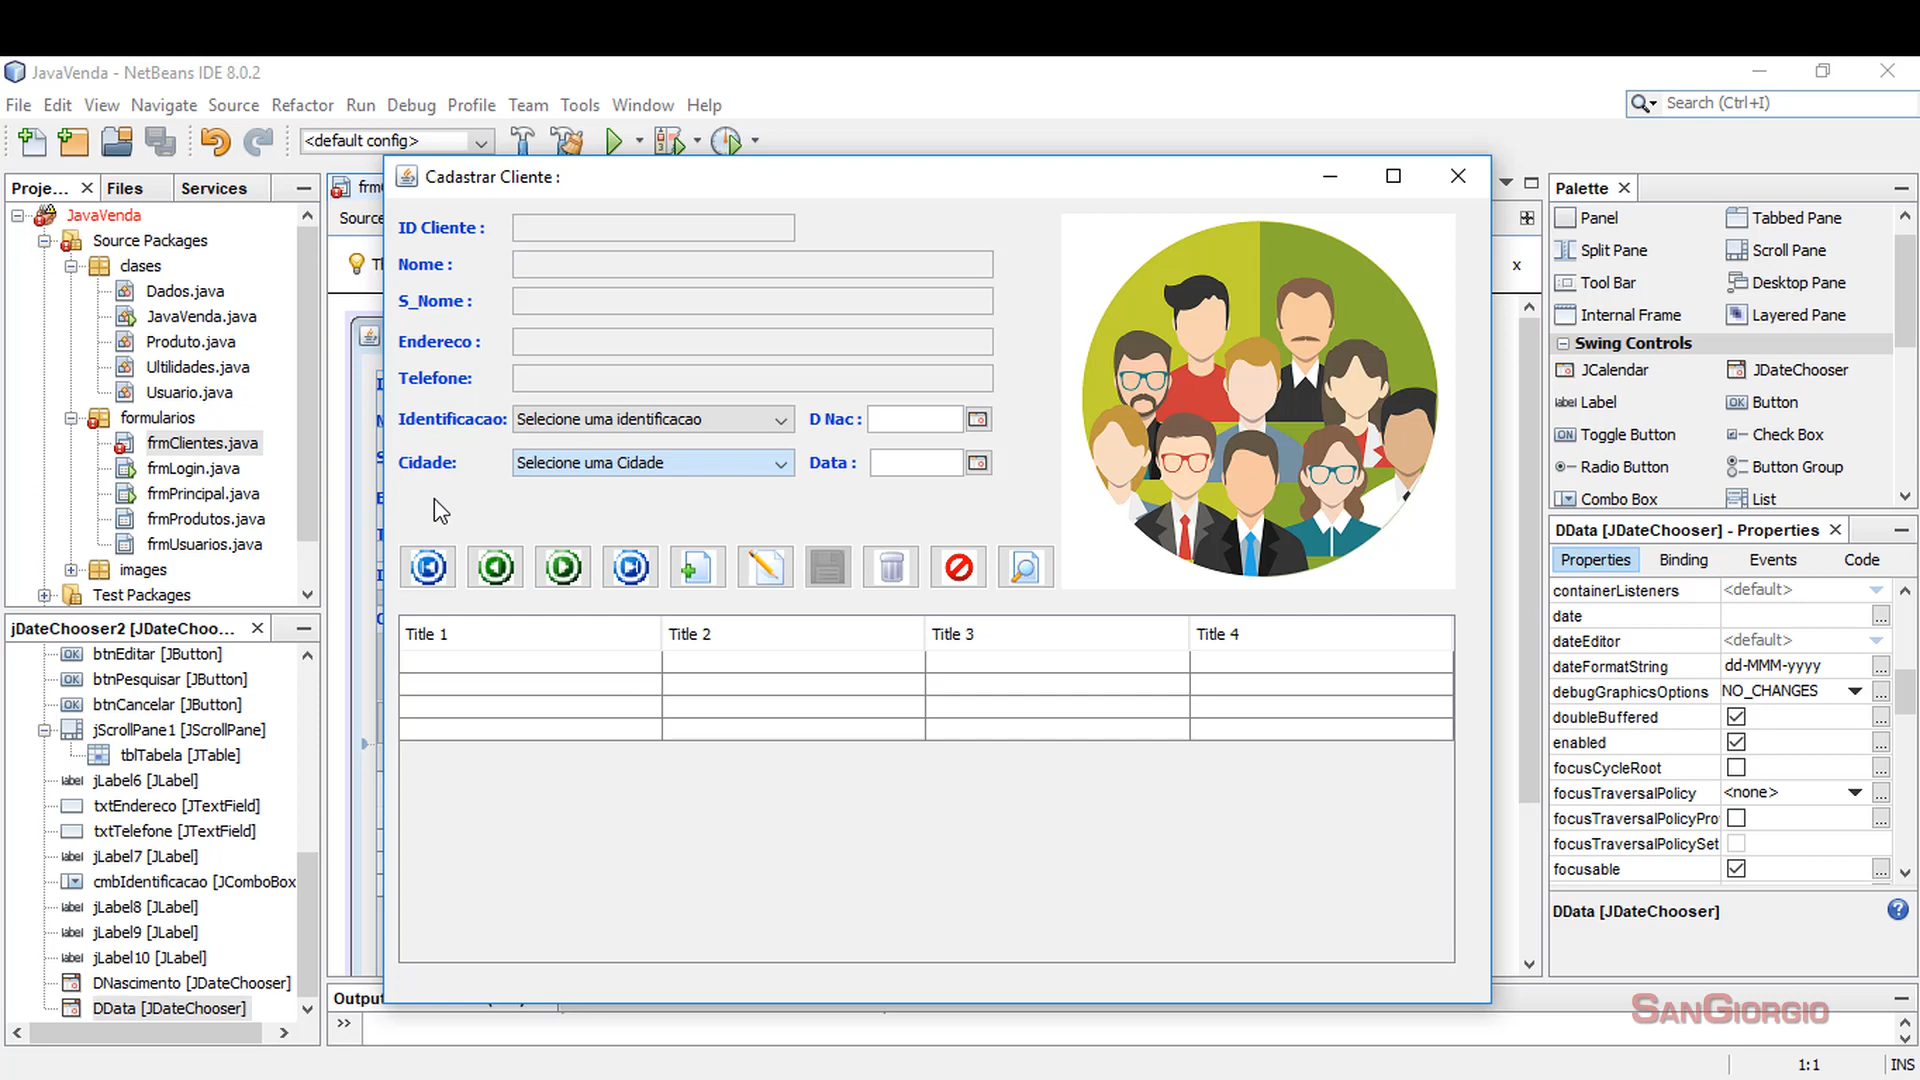 JavaVenda - NetBeans IDE 8.0.2
File Edit View Navigate Source Refactor Run Debug Profile Team Tools Window Help
Search (Ctrl+I)
<default config>
Proje... Files Services
JavaVenda
Source Packages
clases
Dados.java
JavaVenda.java
Produto.java
Ultilidades.java
Usuario.java
formularios
frmClientes.java
frmLogin.java
frmPrincipal.java
frmProdutos.java
frmUsuarios.java
images
Test Packages
jDateChooser2 [JDateChoo...
btnEditar [JButton]
btnPesquisar [JButton]
btnCancelar [JButton]
jScrollPane1 [JScrollPane]
tblTabela [JTable]
label jLabel6 [JLabel]
txtEndereco [JTextField]
txtTelefone [JTextField]
label jLabel7 [JLabel]
cmbIdentificacao [JComboBox
label jLabel8 [JLabel]
label jLabel9 [JLabel]
label jLabel10 [JLabel]
DNascimento [JDateChooser]
DData [JDateChooser]
Source
Cadastrar Cliente :
ID Cliente :
Nome :
S_Nome :
Endereco :
Telefone:
Identificacao: Selecione uma identificacao D Nac :
Cidade: Selecione uma Cidade Data :
Title 1 Title 2 Title 3 Title 4
Output
>>
Palette
Panel Tabbed Pane
Split Pane Scroll Pane
Tool Bar Desktop Pane
Internal Frame Layered Pane
Swing Controls
JCalendar JDateChooser
label Label OK Button
ON Toggle Button Check Box
Radio Button Button Group
Combo Box List
DData [JDateChooser] - Properties
Properties Binding Events Code
containerListeners <default>
date ...
dateEditor <default>
dateFormatString dd-MMM-yyyy ...
debugGraphicsOptions NO_CHANGES ...
doubleBuffered ...
enabled ...
focusCycleRoot ...
focusTraversalPolicy <none> ...
focusTraversalPolicyPro ...
focusTraversalPolicySet
focusable ...
DData [JDateChooser]
SANGIORGIO
1:1 INS